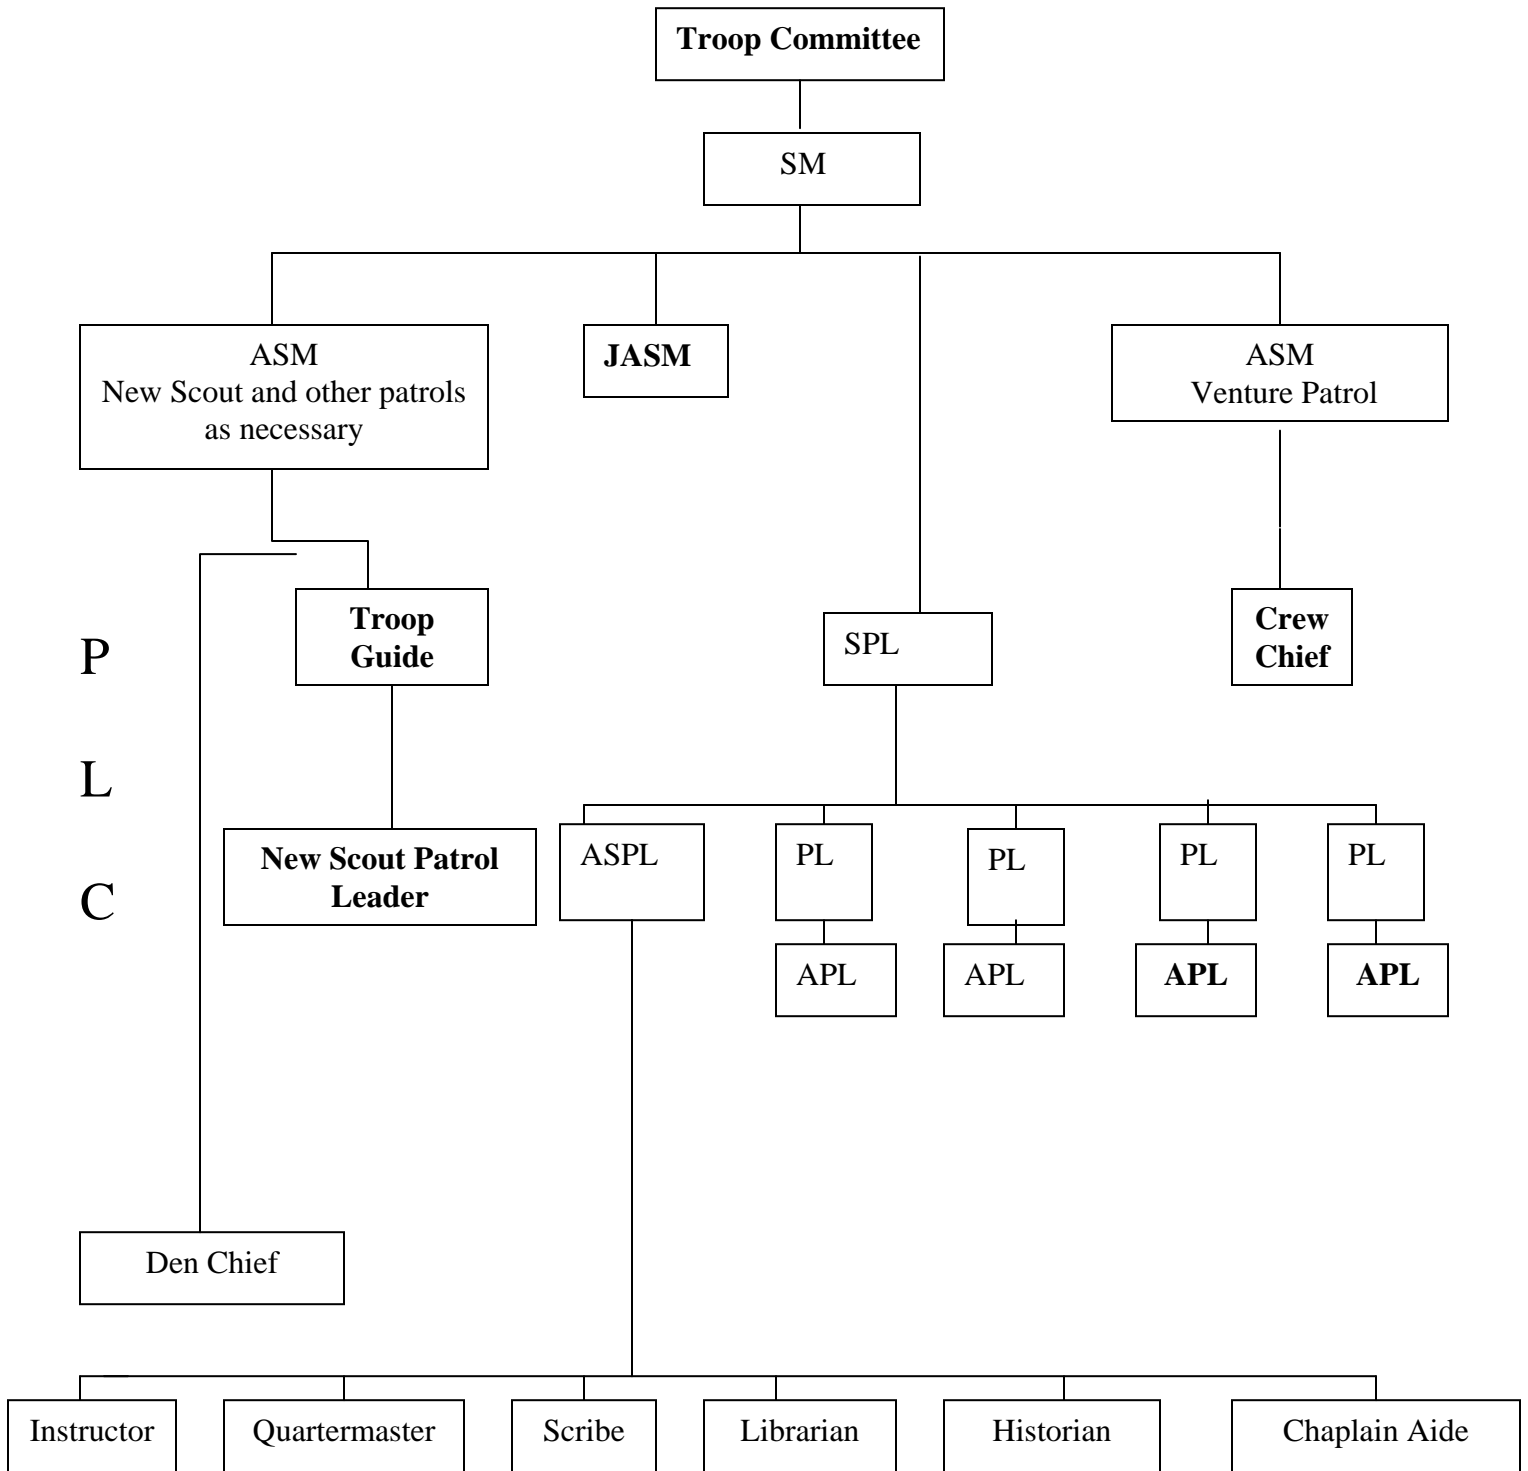 Troop Committee
SM
ASM
New Scout and other patrols
as necessary
JASM
ASM
Venture Patrol
Troop
Guide
SPL
Crew
Chief
P
L
C
New Scout Patrol
Leader
ASPL
PL
PL
PL
PL
APL
APL
APL
APL
Den Chief
Instructor
Quartermaster
Scribe
Librarian
Historian
Chaplain Aide